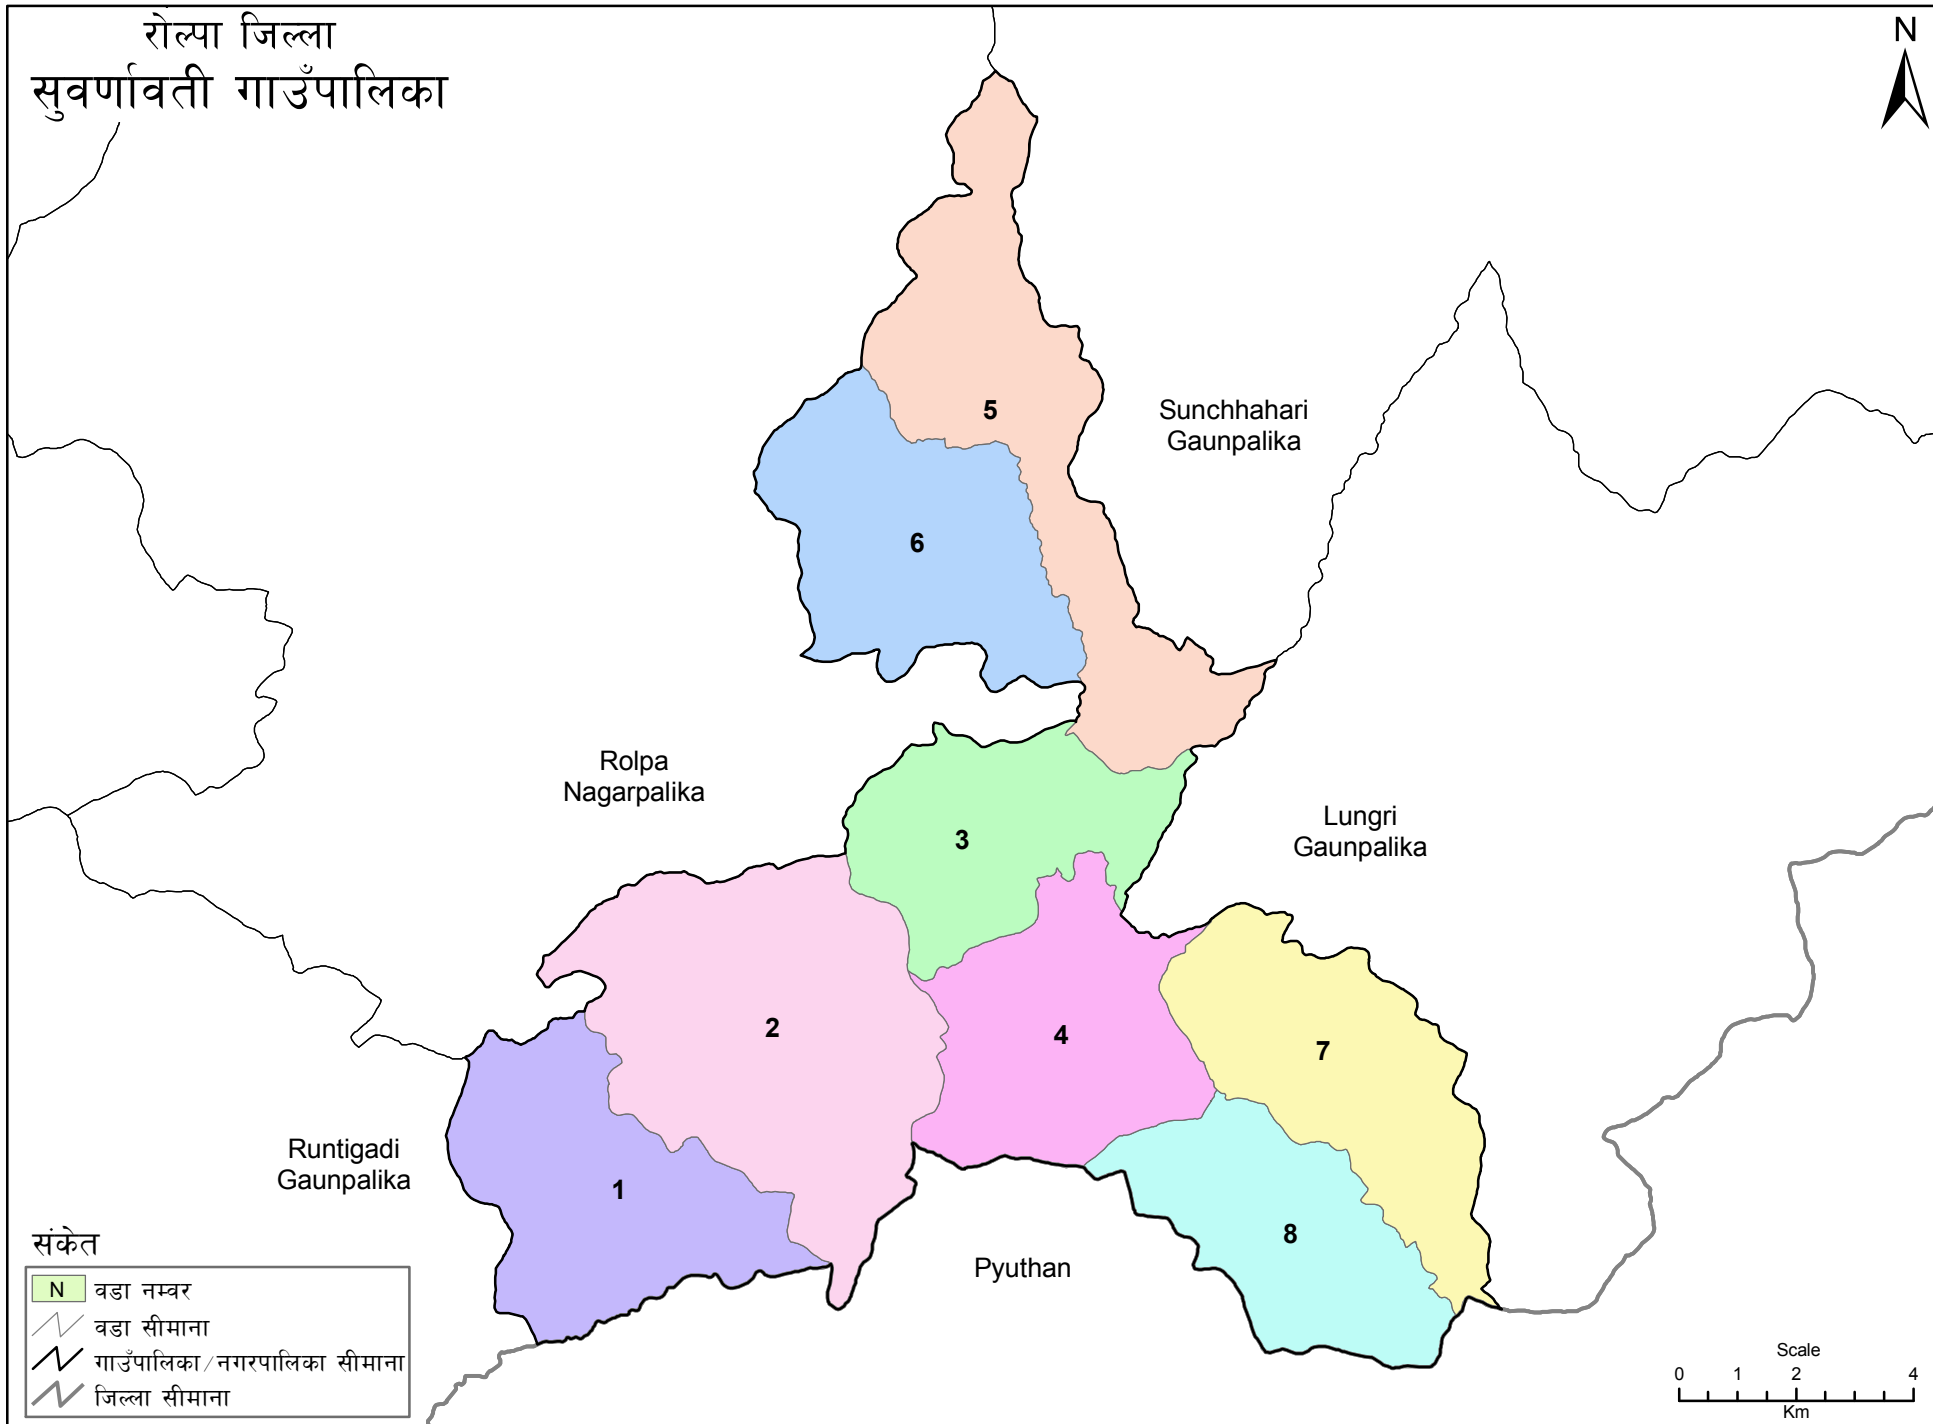 रोल्पा जिल्ला
सुवर्णावती गाउँपालिका
N
5
Sunchhahari
Gaunpalika
6
Rolpa
Nagarpalika
3
Lungri
Gaunpalika
2
4
7
Runtigadi
Gaunpalika
1
8
Pyuthan
संकेत
N वडा नम्वर
वडा सीमाना
गाउँपालिका/नगरपालिका सीमाना
जिल्ला सीमाना
Scale
0 1 2 4
Km